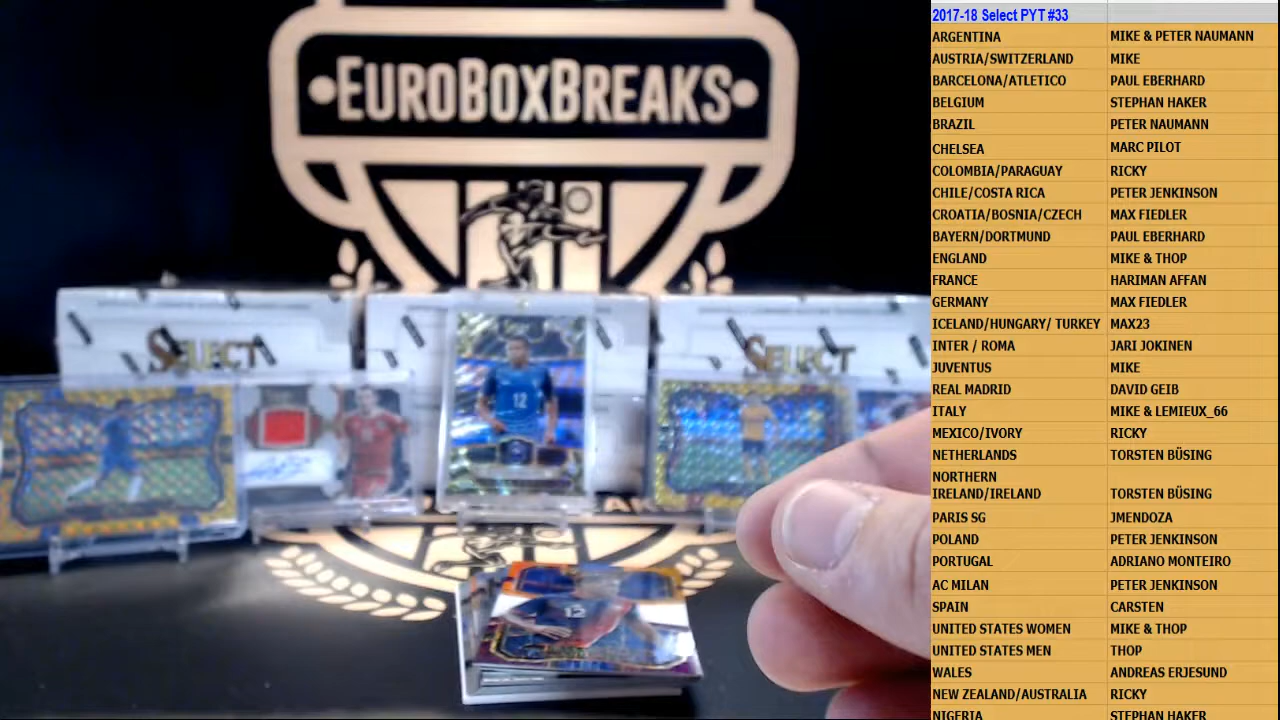 EUROBOXBREAKS
SELECT
SELECT
12
12
2017-18 Select PYT #33
ARGENTINA MIKE & PETER NAUMANN
AUSTRIA/SWITZERLAND MIKE
BARCELONA/ATLETICO PAUL EBERHARD
BELGIUM STEPHAN HAKER
BRAZIL PETER NAUMANN
CHELSEA MARC PILOT
COLOMBIA/PARAGUAY RICKY
CHILE/COSTA RICA PETER JENKINSON
CROATIA/BOSNIA/CZECH MAX FIEDLER
BAYERN/DORTMUND PAUL EBERHARD
ENGLAND MIKE & THOP
FRANCE HARIMAN AFFAN
GERMANY MAX FIEDLER
ICELAND/HUNGARY/ TURKEY MAX23
INTER / ROMA JARI JOKINEN
JUVENTUS MIKE
REAL MADRID DAVID GEIB
ITALY MIKE & LEMIEUX_66
MEXICO/IVORY RICKY
NETHERLANDS TORSTEN BÜSING
NORTHERN
IRELAND/IRELAND TORSTEN BÜSING
PARIS SG JMENDOZA
POLAND PETER JENKINSON
PORTUGAL ADRIANO MONTEIRO
AC MILAN PETER JENKINSON
SPAIN CARSTEN
UNITED STATES WOMEN MIKE & THOP
UNITED STATES MEN THOP
WALES ANDREAS ERJESUND
NEW ZEALAND/AUSTRALIA RICKY
NIGERIA STEPHAN HAKER